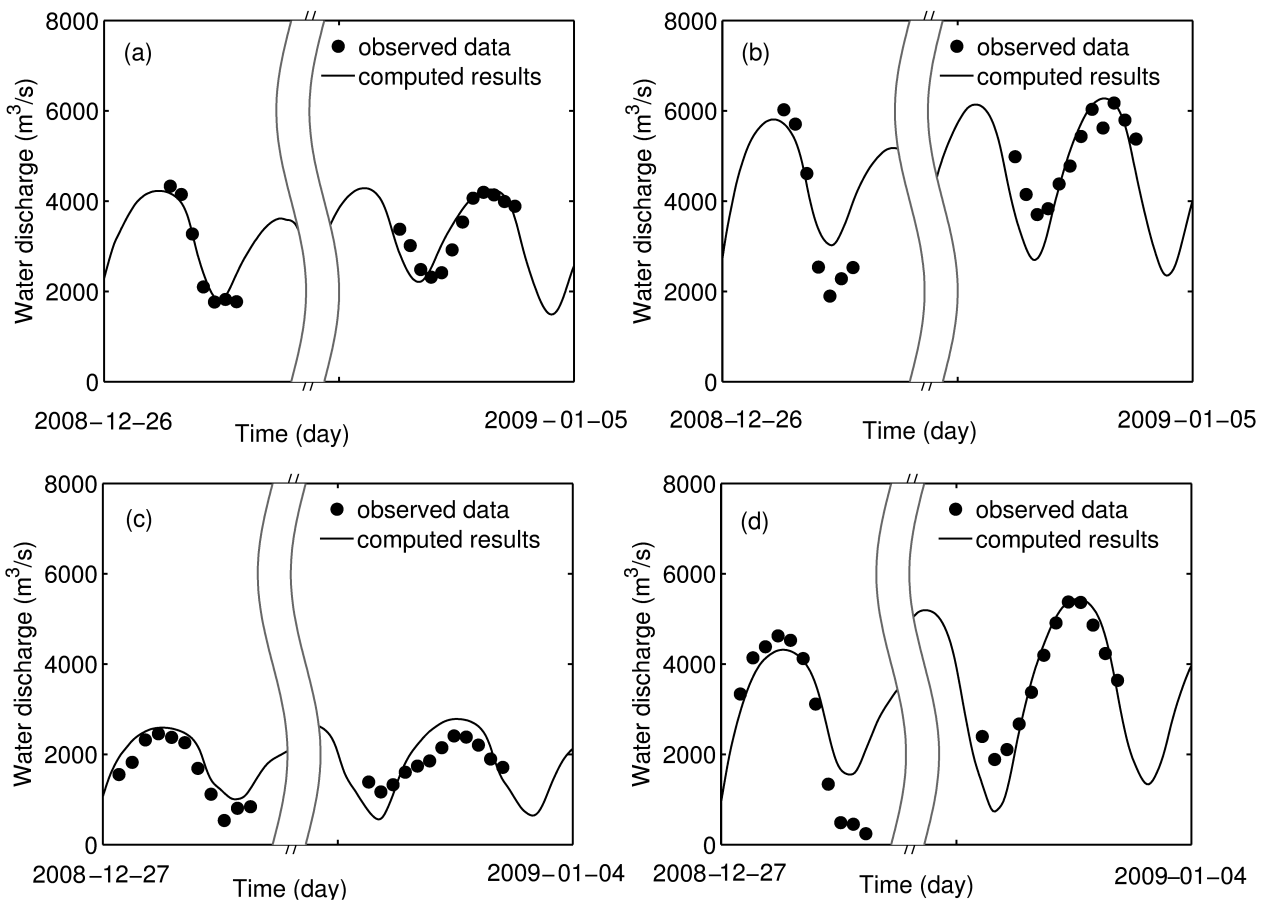 8000
6000
4000
2000
0
Water discharge (m³/s)
(a)
observed data
computed results
2008-12-26
Time (day)
2009-01-05
8000
6000
4000
2000
0
Water discharge (m³/s)
(b)
observed data
computed results
2008-12-26
Time (day)
2009-01-05
8000
6000
4000
2000
0
Water discharge (m³/s)
(c)
observed data
computed results
2008-12-27
Time (day)
2009-01-04
8000
6000
4000
2000
0
Water discharge (m³/s)
(d)
observed data
computed results
2008-12-27
Time (day)
2009-01-04